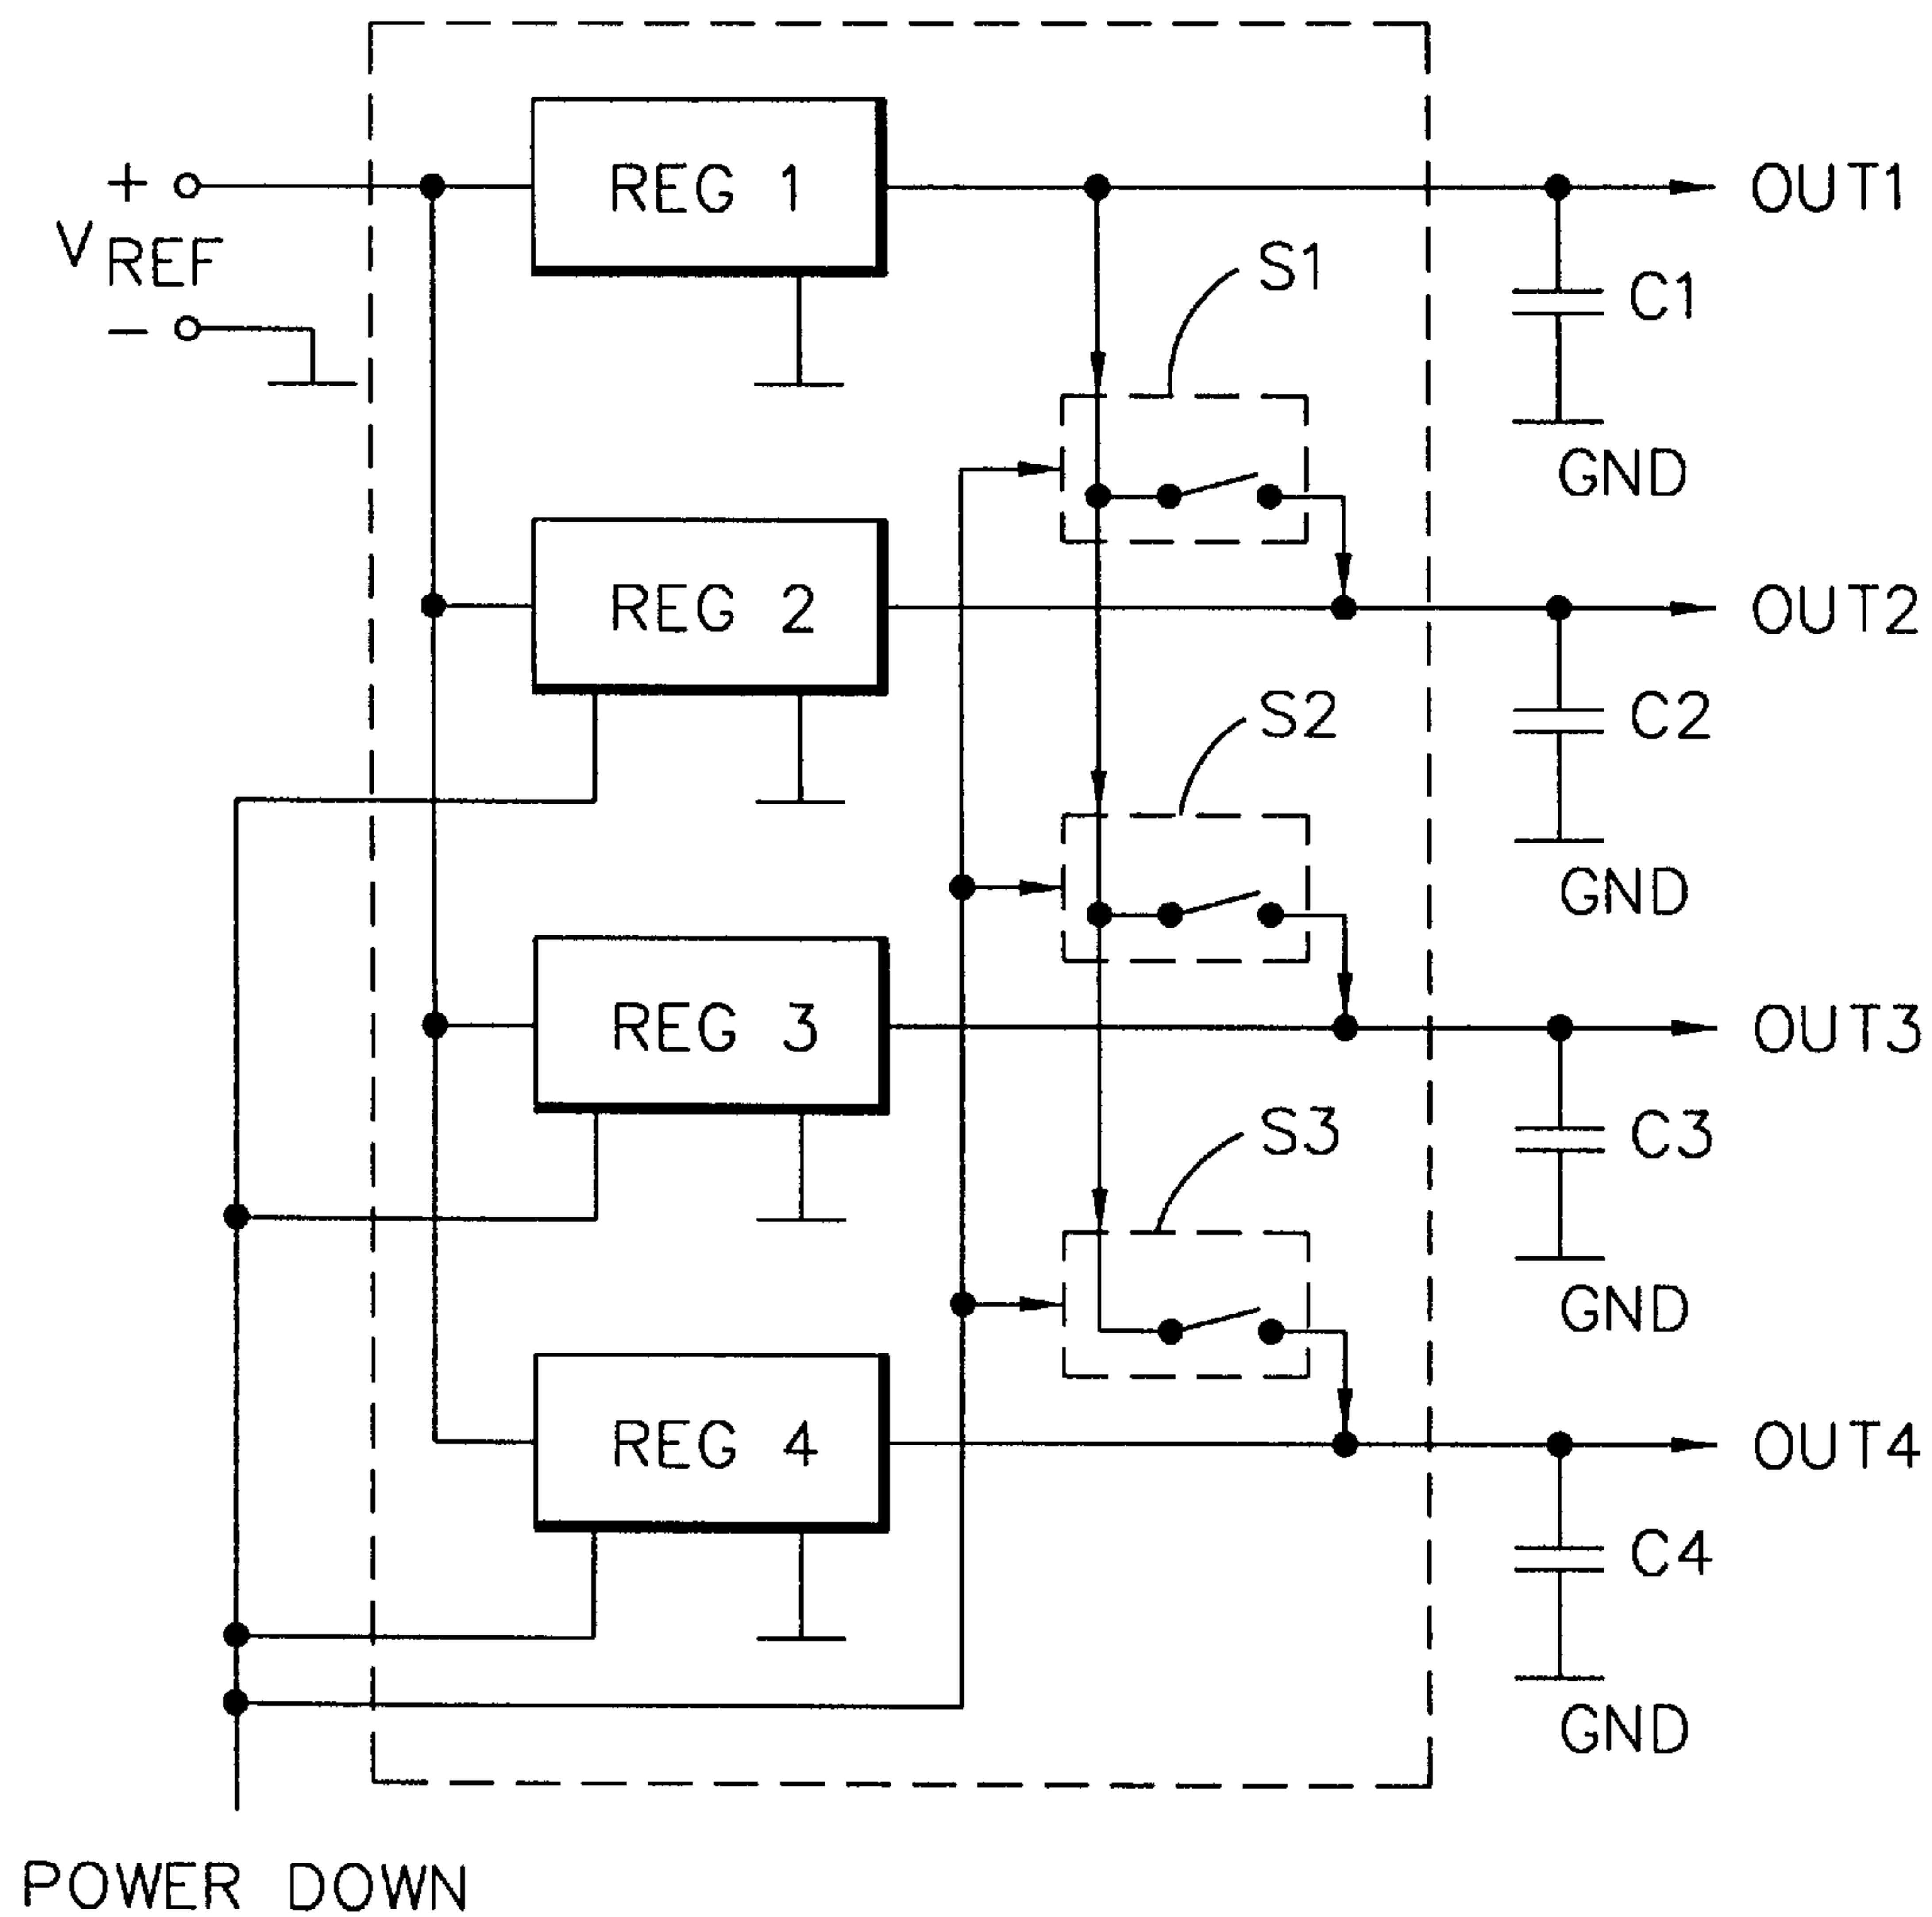 REG 1
OUT1
+
V REF
-
S1
C1
GND
REG 2
OUT2
S2
C2
GND
REG 3
OUT3
S3
C3
GND
REG 4
OUT4
C4
GND
POWER DOWN